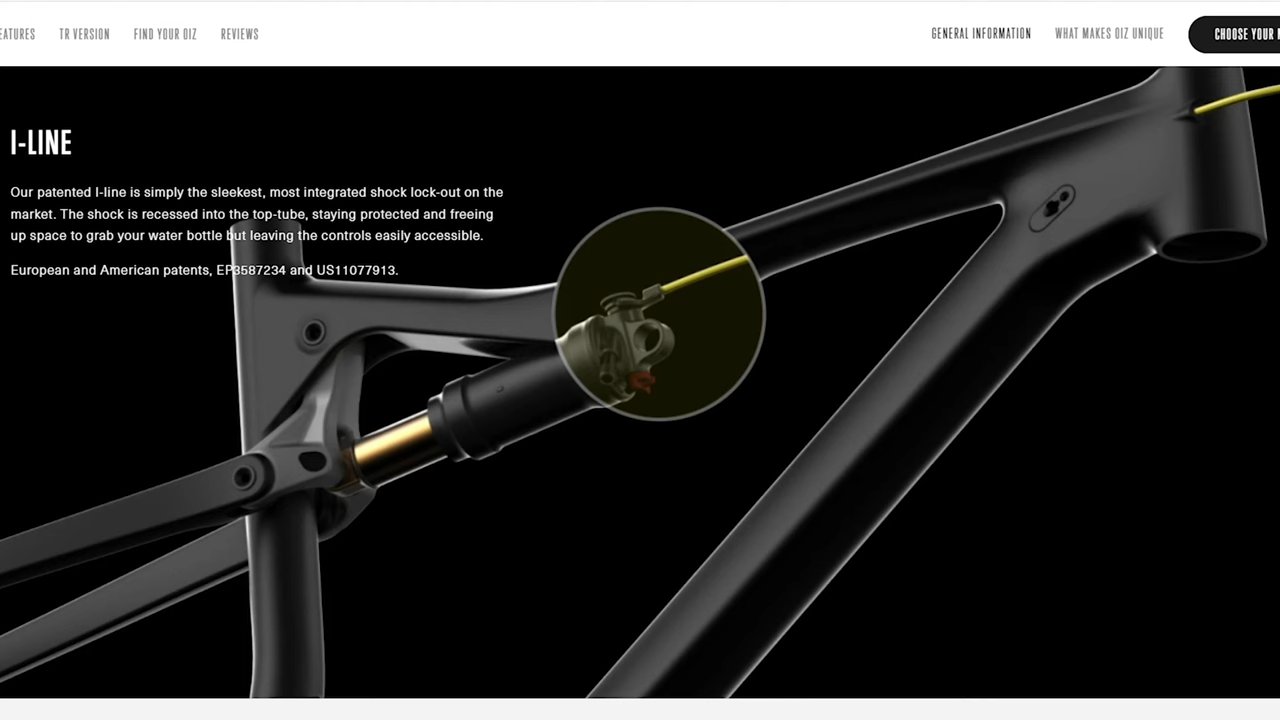 EATURES TR VERSION FIND YOUR OIZ REVIEWS GENERAL INFORMATION WHAT MAKES OIZ UNIQUE CHOOSE YOUR
I-LINE
Our patented I-line is simply the sleekest, most integrated shock lock-out on the
market. The shock is recessed into the top-tube, staying protected and freeing
up space to grab your water bottle but leaving the controls easily accessible.
European and American patents, EP3587234 and US11077913.